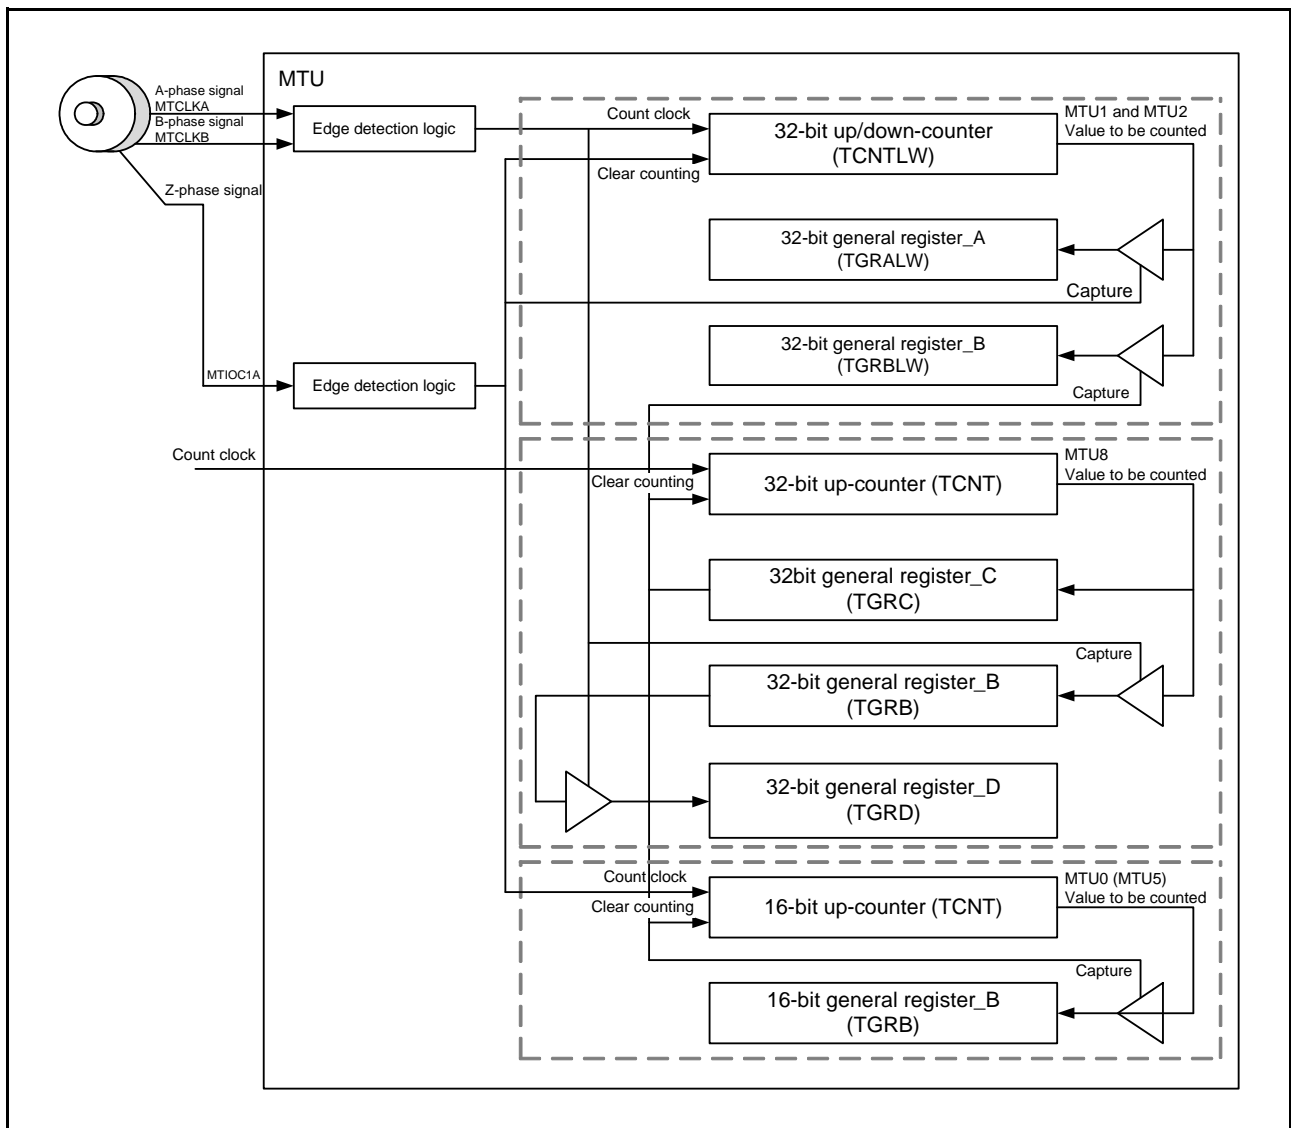 MTU
A-phase signal
MTCLKA
B-phase signal
MTCLKB
Z-phase signal
Edge detection logic
Count clock
Clear counting
32-bit up/down-counter
(TCNTLW)
MTU1 and MTU2
Value to be counted
32-bit general register_A
(TGRALW)
Capture
32-bit general register_B
(TGRBLW)
Capture
MTIOC1A
Edge detection logic
Count clock
Clear counting
32-bit up-counter (TCNT)
MTU8
Value to be counted
32bit general register_C
(TGRC)
Capture
32-bit general register_B
(TGRB)
32-bit general register_D
(TGRD)
Count clock
Clear counting
16-bit up-counter (TCNT)
MTU0 (MTU5)
Value to be counted
Capture
16-bit general register_B
(TGRB)